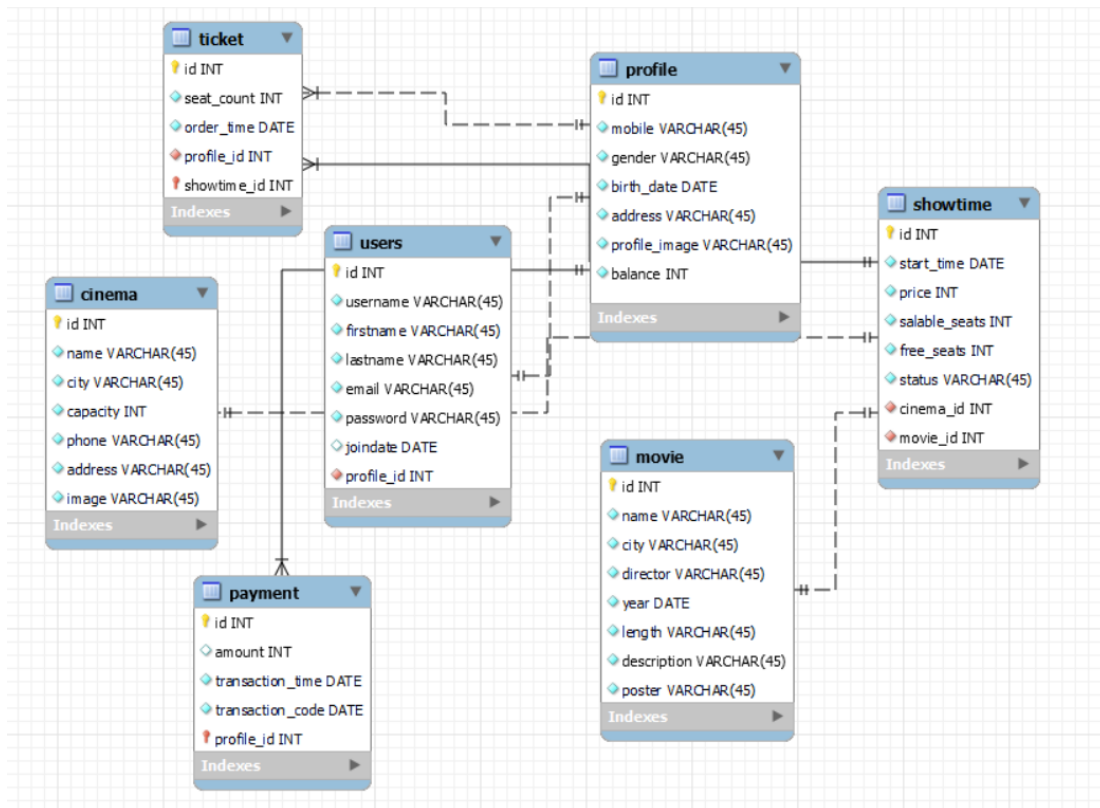 ticket
id INT
seat_count INT
order_time DATE
profile_id INT
showtime_id INT
Indexes
profile
id INT
mobile VARCHAR(45)
gender VARCHAR(45)
birth_date DATE
address VARCHAR(45)
profile_image VARCHAR(45)
balance INT
Indexes
showtime
id INT
start_time DATE
price INT
salable_seats INT
free_seats INT
status VARCHAR(45)
cinema_id INT
movie_id INT
Indexes
users
id INT
username VARCHAR(45)
firstname VARCHAR(45)
lastname VARCHAR(45)
email VARCHAR(45)
password VARCHAR(45)
joindate DATE
profile_id INT
Indexes
cinema
id INT
name VARCHAR(45)
city VARCHAR(45)
capacity INT
phone VARCHAR(45)
address VARCHAR(45)
image VARCHAR(45)
Indexes
movie
id INT
name VARCHAR(45)
city VARCHAR(45)
director VARCHAR(45)
year DATE
length VARCHAR(45)
description VARCHAR(45)
poster VARCHAR(45)
Indexes
payment
id INT
amount INT
transaction_time DATE
transaction_code DATE
profile_id INT
Indexes